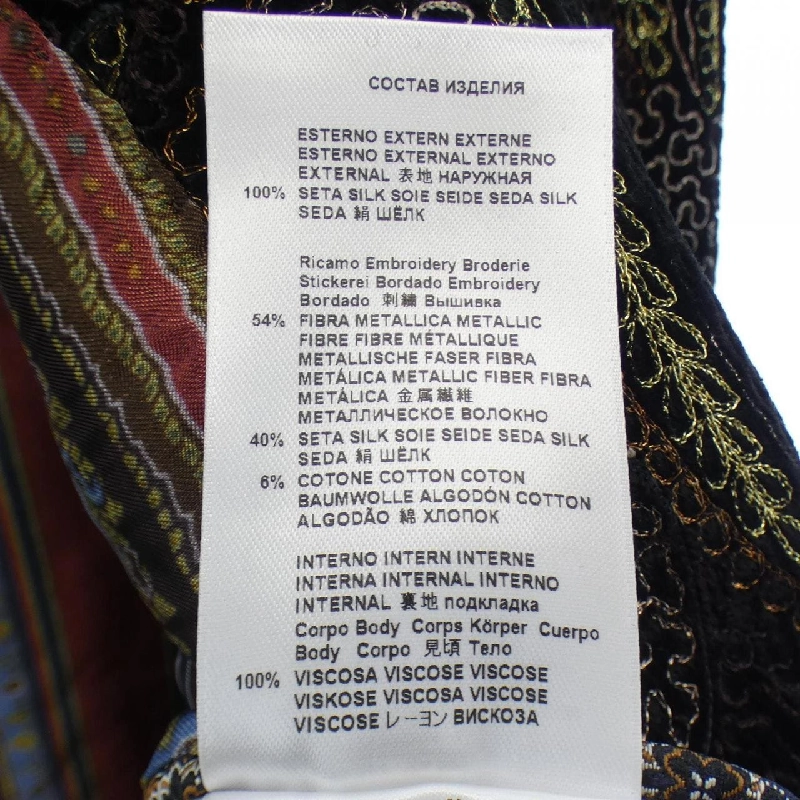 СОСТАВ ИЗДЕЛИЯ
ESTERNO EXTERN EXTERNE
ESTERNO EXTERNAL EXTERNO
EXTERNAL 表地 НАРУЖНАЯ
100% SETA SILK SOIE SEIDE SEDA SILK
SEDA 絹 ШЁЛК
Ricamo Embroidery Broderie
Stickerei Bordado Embroidery
Bordado 刺繍 Вышивка
54% FIBRA METALLICA METALLIC
FIBRE FIBRE MÉTALLIQUE
METALLISCHE FASER FIBRA
METÁLICA METALLIC FIBER FIBRA
METÁLICA 金属繊維
МЕТАЛЛИЧЕСКОЕ ВОЛОКНО
40% SETA SILK SOIE SEIDE SEDA SILK
SEDA 絹 ШЁЛК
6% COTONE COTTON COTON
BAUMWOLLE ALGODÓN COTTON
ALGODÃO 綿 ХЛОПОК
INTERNO INTERN INTERNE
INTERNA INTERNAL INTERNO
INTERNAL 裏地 подкладка
Corpo Body Corps Körper Cuerpo
Body Corpo 見頃 Тело
100% VISCOSA VISCOSE VISCOSE
VISKOSE VISCOSA VISCOSE
VISCOSE レーヨン ВИСКОЗА